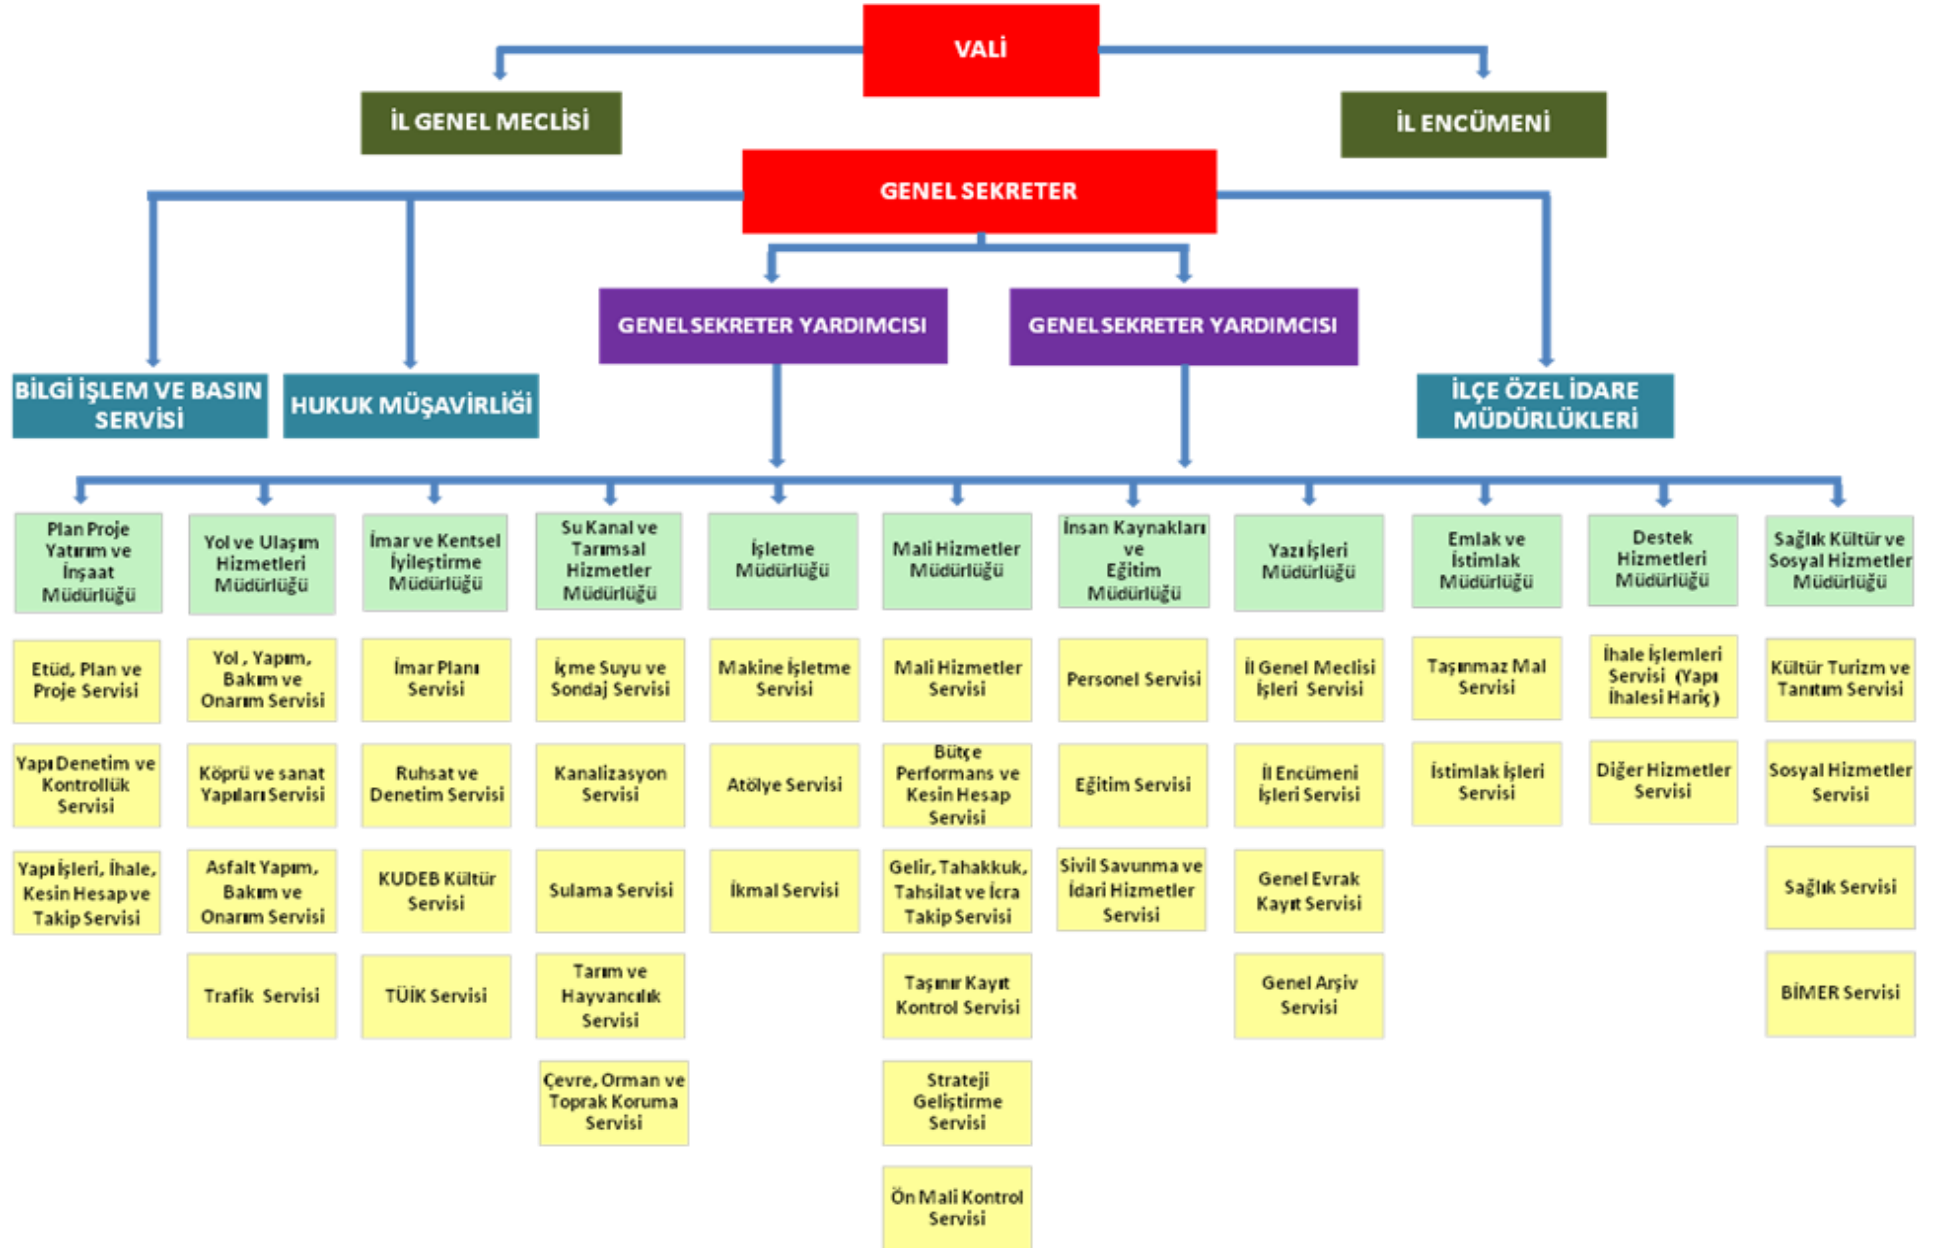 VALİ
İL GENEL MECLİSİ
İL ENCÜMENİ
GENEL SEKRETER
GENEL SEKRETER YARDIMCISI
GENEL SEKRETER YARDIMCISI
BİLGİ İŞLEM VE BASIN
SERVİSİ
HUKUK MÜŞAVİRLİĞİ
İLÇE ÖZEL İDARE
MÜDÜRLÜKLERİ
Plan Proje
Yatırım ve
İnşaat
Müdürlüğü
Yol ve Ulaşım
Hizmetleri
Müdürlüğü
İmar ve Kentsel
İyileştirme
Müdürlüğü
Su Kanal ve
Tarımsal
Hizmetler
Müdürlüğü
İşletme
Müdürlüğü
Mali Hizmetler
Müdürlüğü
İnsan Kaynakları
ve
Eğitim
Müdürlüğü
Yazı İşleri
Müdürlüğü
Emlak ve
İstimlak
Müdürlüğü
Destek
Hizmetleri
Müdürlüğü
Sağlık Kültür ve
Sosyal Hizmetler
Müdürlüğü
Etüd, Plan ve
Proje Servisi
Yol , Yapım,
Bakım ve
Onarım Servisi
İmar Planı
Servisi
İçme Suyu ve
Sondaj Servisi
Makine İşletme
Servisi
Mali Hizmetler
Servisi
Personel Servisi
İl Genel Meclisi
İşleri Servisi
Taşınmaz Mal
Servisi
İhale İşlemleri
Servisi (Yapı
İhalesi Hariç)
Kültür Turizm ve
Tanıtım Servisi
Yapı Denetim ve
Kontrollük
Servisi
Köprü ve sanat
Yapıları Servisi
Ruhsat ve
Denetim Servisi
Kanalizasyon
Servisi
Atölye Servisi
Bütçe
Performans ve
Kesin Hesap
Servisi
Eğitim Servisi
İl Encümeni
İşleri Servisi
İstimlak İşleri
Servisi
Diğer Hizmetler
Servisi
Sosyal Hizmetler
Servisi
Yapı İşleri, İhale,
Kesin Hesap ve
Takip Servisi
Asfalt Yapım,
Bakım ve
Onarım Servisi
KUDEB Kültür
Servisi
Sulama Servisi
İkmal Servisi
Gelir, Tahakkuk,
Tahsilat ve İcra
Takip Servisi
Sivil Savunma ve
İdari Hizmetler
Servisi
Genel Evrak
Kayıt Servisi
Sağlık Servisi
Trafik Servisi
TÜİK Servisi
Tarım ve
Hayvancılık
Servisi
Taşınır Kayıt
Kontrol Servisi
Genel Arşiv
Servisi
BİMER Servisi
Çevre, Orman ve
Toprak Koruma
Servisi
Strateji
Geliştirme
Servisi
Ön Mali Kontrol
Servisi